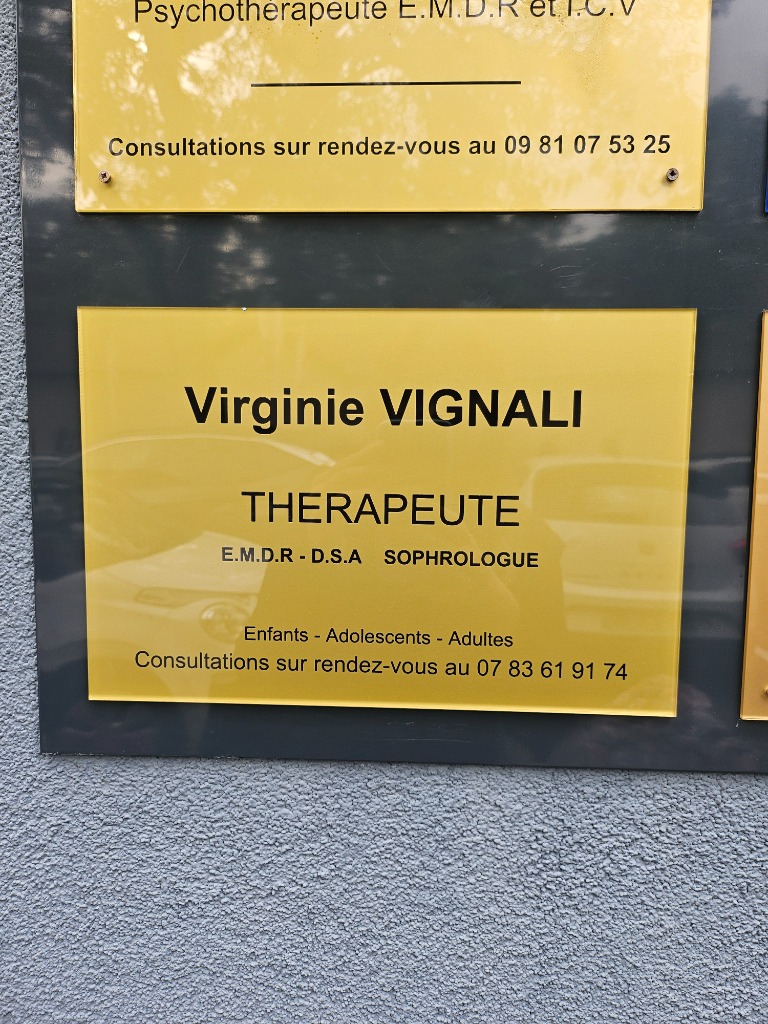 Psychothérapeute E.M.D.R et I.C.V
Consultations sur rendez-vous au 09 81 07 53 25
Virginie VIGNALI
THERAPEUTE
E.M.D.R - D.S.A SOPHROLOGUE
Enfants - Adolescents - Adultes
Consultations sur rendez-vous au 07 83 61 91 74